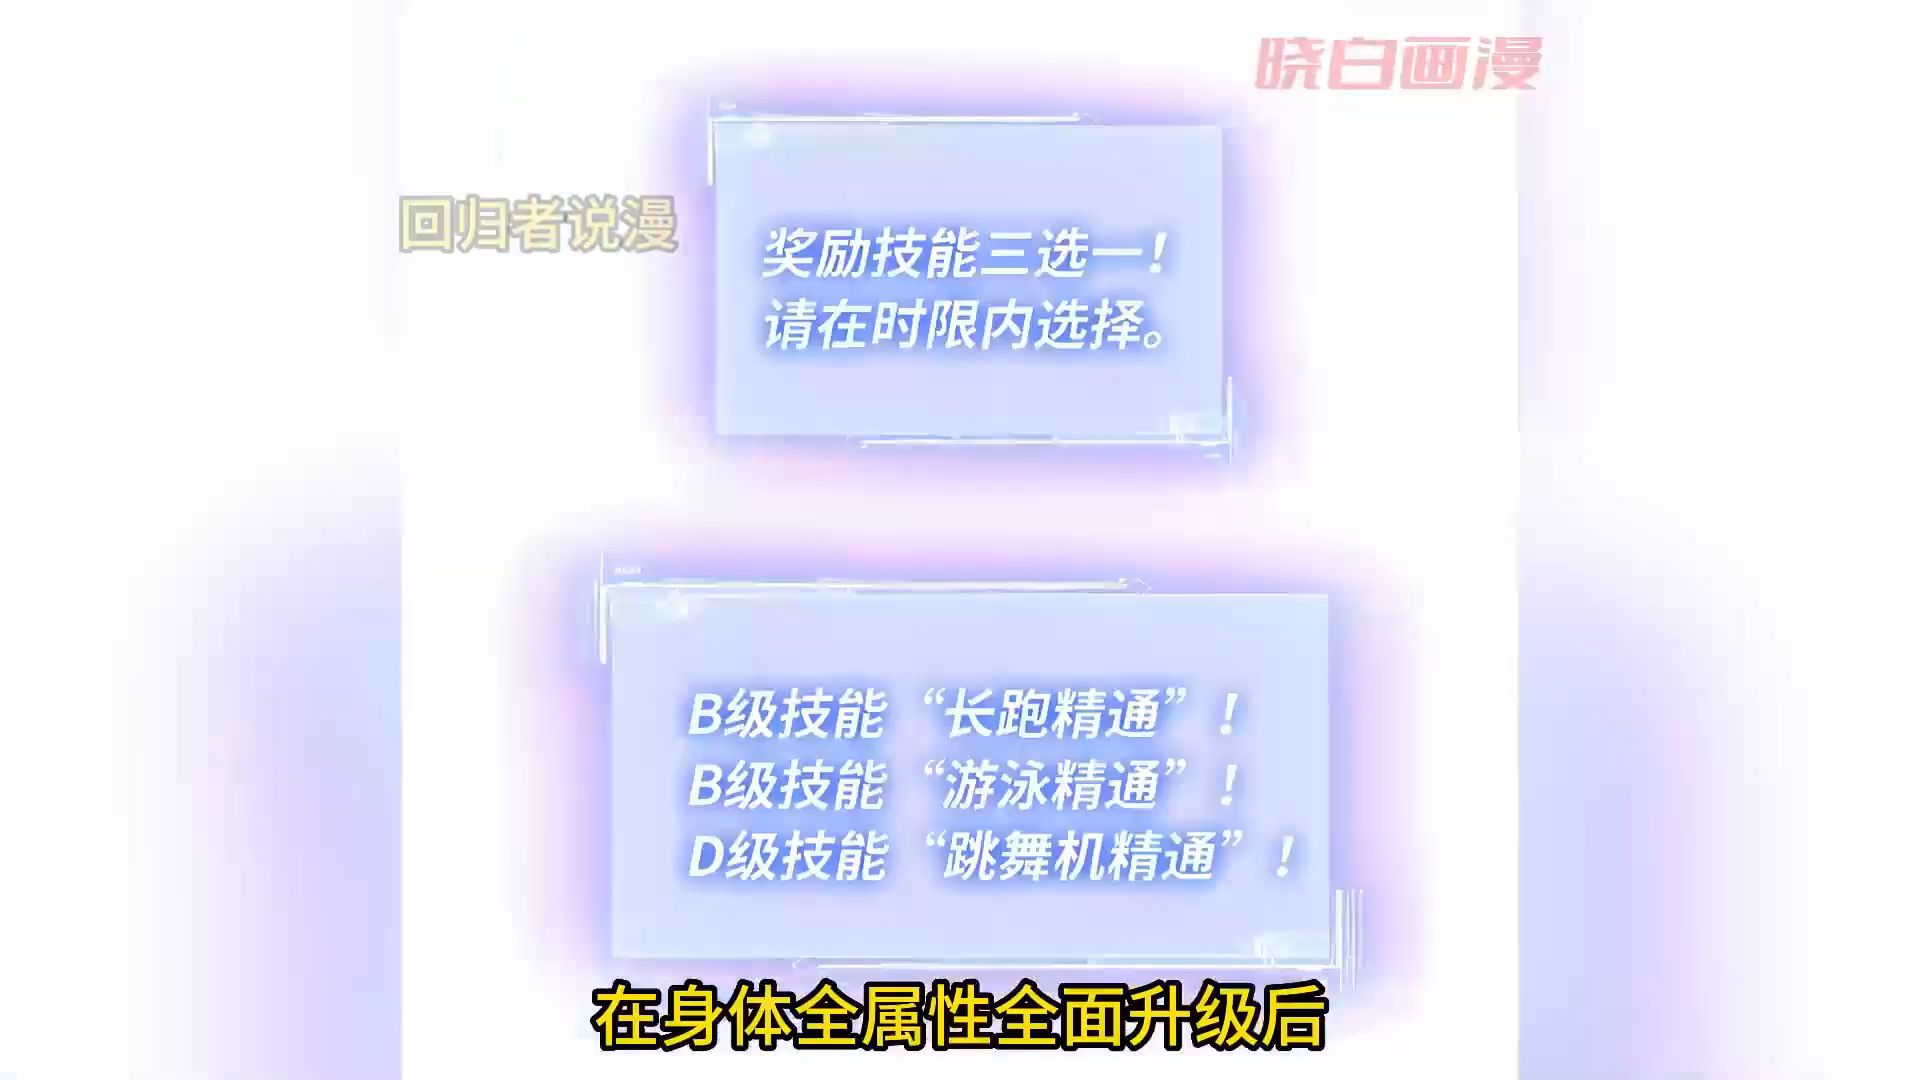 晓白画漫
回归者说漫
奖励技能三选一！
请在时限内选择。
B级技能“长跑精通”！
B级技能“游泳精通”！
D级技能“跳舞机精通”！
在身体全属性全面升级后